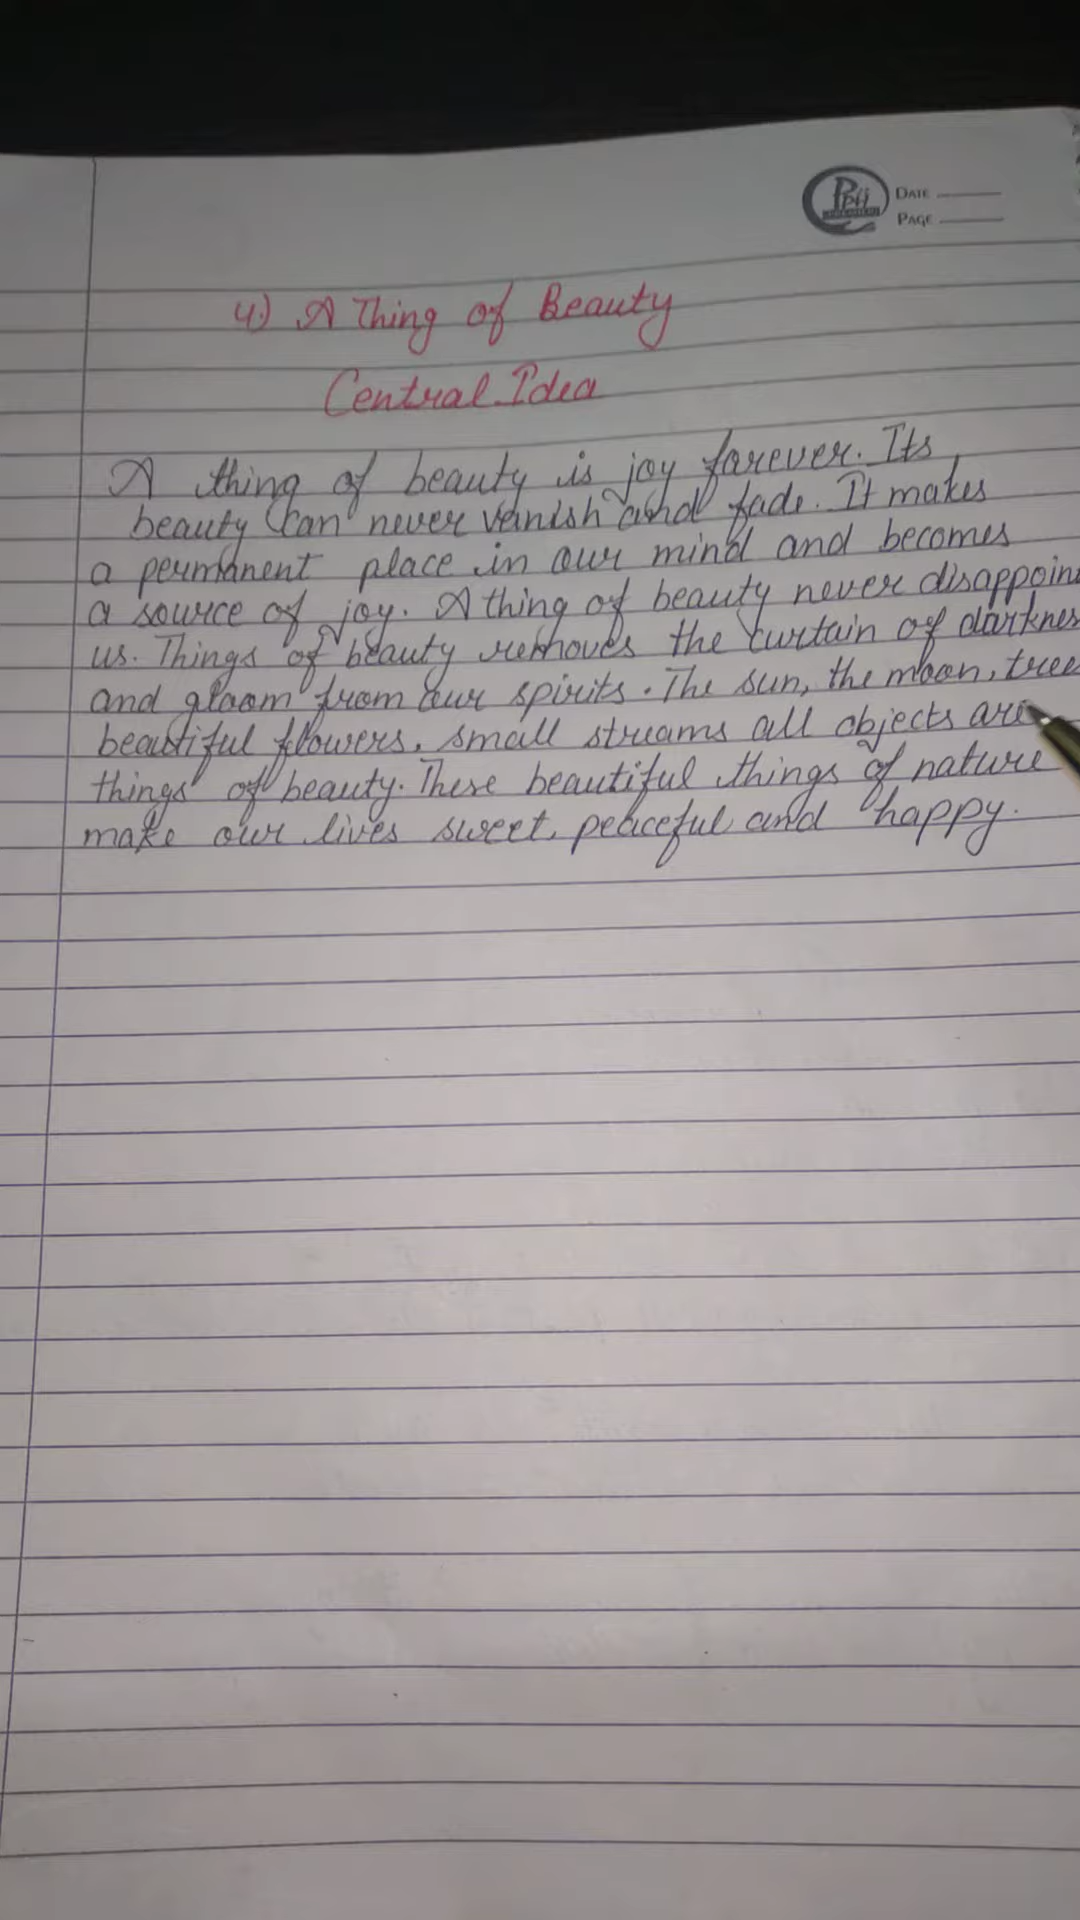 DATE
PAGE
4) A Thing of Beauty
Central Idea
A thing of beauty is joy forever. Its
beauty can never vanish and fade. It makes
a permanent place in our mind and becomes
a source of joy. A thing of beauty never disappoin
us. Things of beauty removes the curtain of darknes
and gloom from our spirits. The sun, the moon, tree
beautiful flowers, small streams all objects are
things of beauty. These beautiful things of nature
make our lives sweet, peaceful and happy.